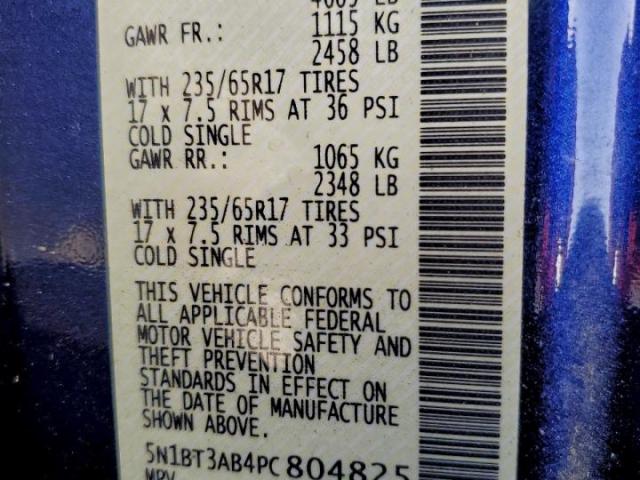 4665 LB
GAWR FR.: 1115 KG
2458 LB
WITH 235/65R17 TIRES
17 x 7.5 RIMS AT 36 PSI
COLD SINGLE
GAWR RR.: 1065 KG
2348 LB
WITH 235/65R17 TIRES
17 x 7.5 RIMS AT 33 PSI
COLD SINGLE
THIS VEHICLE CONFORMS TO
ALL APPLICABLE FEDERAL
MOTOR VEHICLE SAFETY AND
THEFT PREVENTION
STANDARDS IN EFFECT ON
THE DATE OF MANUFACTURE
SHOWN ABOVE.
5N1BT3AB4PC804825
MPV